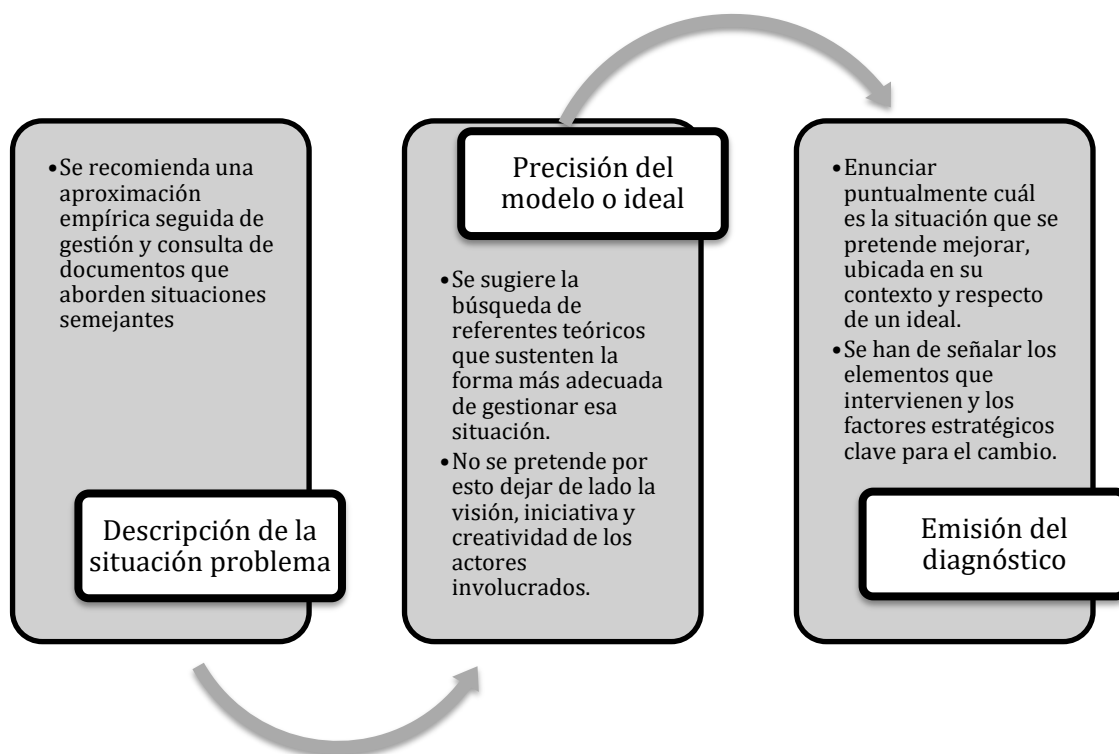 •Se recomienda una
aproximación
empírica seguida de
gestión y consulta de
documentos que
aborden situaciones
semejantes
Descripción de la
situación problema
Precisión del
modelo o ideal
•Se sugiere la
búsqueda de
referentes teóricos
que sustenten la
forma más adecuada
de gestionar esa
situación.
•No se pretende por
esto dejar de lado la
visión, iniciativa y
creatividad de los
actores
involucrados.
•Enunciar
puntualmente cuál
es la situación que se
pretende mejorar,
ubicada en su
contexto y respecto
de un ideal.
•Se han de señalar los
elementos que
intervienen y los
factores estratégicos
clave para el cambio.
Emisión del
diagnóstico